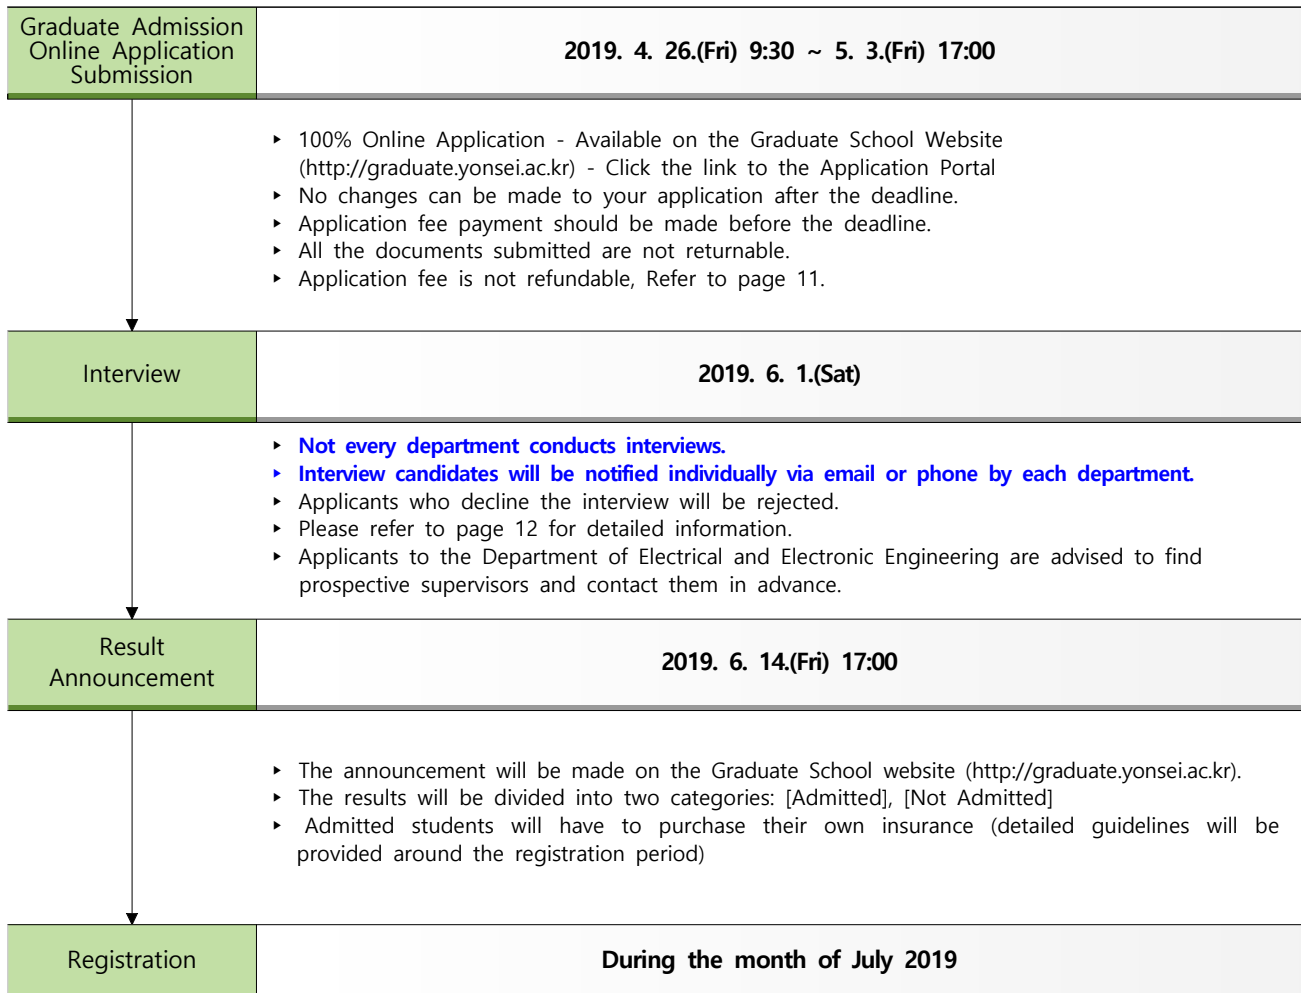 Graduate Admission
Online Application
Submission
2019. 4. 26.(Fri) 9:30 ~ 5. 3.(Fri) 17:00
‣ 100% Online Application - Available on the Graduate School Website
(http://graduate.yonsei.ac.kr) - Click the link to the Application Portal
‣ No changes can be made to your application after the deadline.
‣ Application fee payment should be made before the deadline.
‣ All the documents submitted are not returnable.
‣ Application fee is not refundable, Refer to page 11.
Interview
2019. 6. 1.(Sat)
‣ Not every department conducts interviews.
‣ Interview candidates will be notified individually via email or phone by each department.
‣ Applicants who decline the interview will be rejected.
‣ Please refer to page 12 for detailed information.
‣ Applicants to the Department of Electrical and Electronic Engineering are advised to find
prospective supervisors and contact them in advance.
Result
Announcement
2019. 6. 14.(Fri) 17:00
‣ The announcement will be made on the Graduate School website (http://graduate.yonsei.ac.kr).
‣ The results will be divided into two categories: [Admitted], [Not Admitted]
‣ Admitted students will have to purchase their own insurance (detailed guidelines will be
provided around the registration period)
Registration
During the month of July 2019